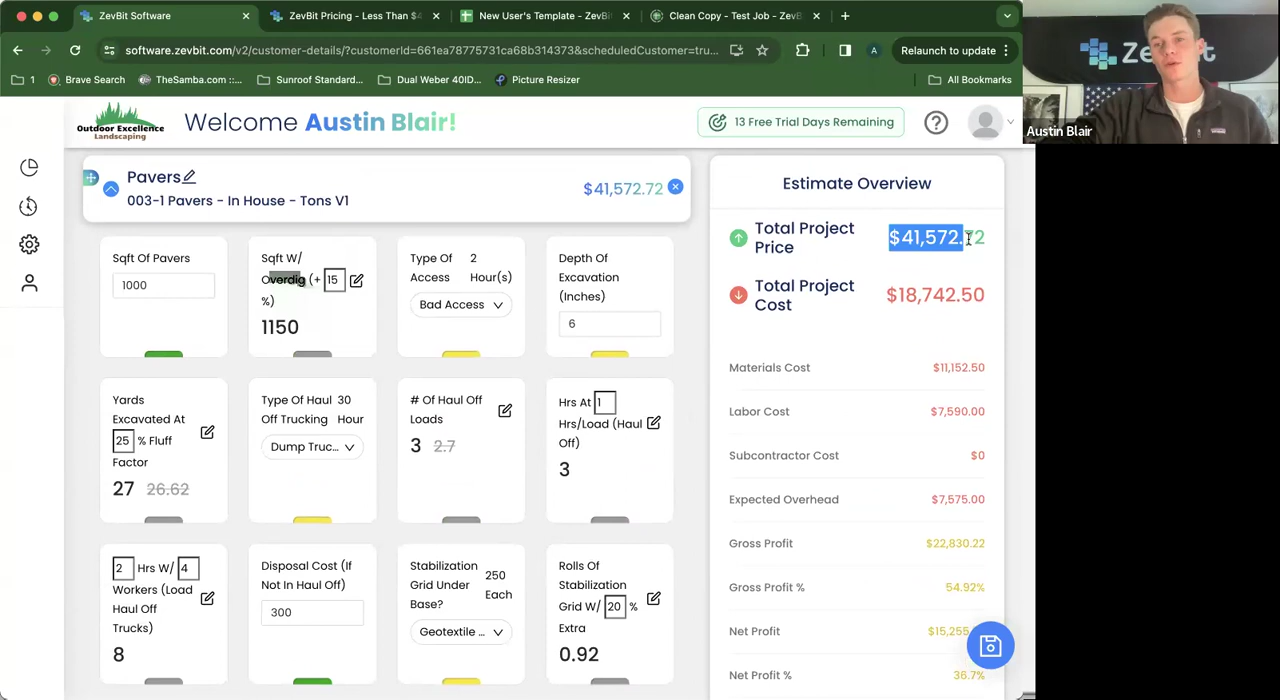 ZevBit Software
ZevBit Pricing - Less Than $4
New User's Template - ZevBi
Clean Copy - Test Job - ZevB
software.zevbit.com/v2/customer-details/?customerId=661ea78775731ca68b314373&scheduledCustomer=tru...
A
Relaunch to update
1
Brave Search
TheSamba.com ::...
Sunroof Standard...
Dual Weber 40ID...
Picture Resizer
All Bookmarks
Austin Blair
Outdoor Excellence
Landscaping
Welcome Austin Blair!
13 Free Trial Days Remaining
Pavers
003-1 Pavers - In House - Tons V1
$41,572.72
Sqft Of Pavers
1000
Sqft W/
Overdig (+ 15
%)
1150
Type Of 2
Access Hour(s)
Bad Access
Depth Of
Excavation
(Inches)
6
Yards
Excavated At
25 % Fluff
Factor
27 26.62
Type Of Haul 30
Off Trucking Hour
Dump Truc...
# Of Haul Off
Loads
3 2.7
Hrs At 1
Hrs/Load (Haul
Off)
3
2 Hrs W/ 4
Workers (Load
Haul Off
Trucks)
8
Disposal Cost (If
Not In Haul Off)
300
Stabilization
Grid Under
Base?
250
Each
Geotextile ...
Rolls Of
Stabilization
Grid W/ 20 %
Extra
0.92
Estimate Overview
Total Project
Price
$41,572.72
Total Project
Cost
$18,742.50
Materials Cost $11,152.50
Labor Cost $7,590.00
Subcontractor Cost $0
Expected Overhead $7,575.00
Gross Profit $22,830.22
Gross Profit % 54.92%
Net Profit $15,255
Net Profit % 36.7%